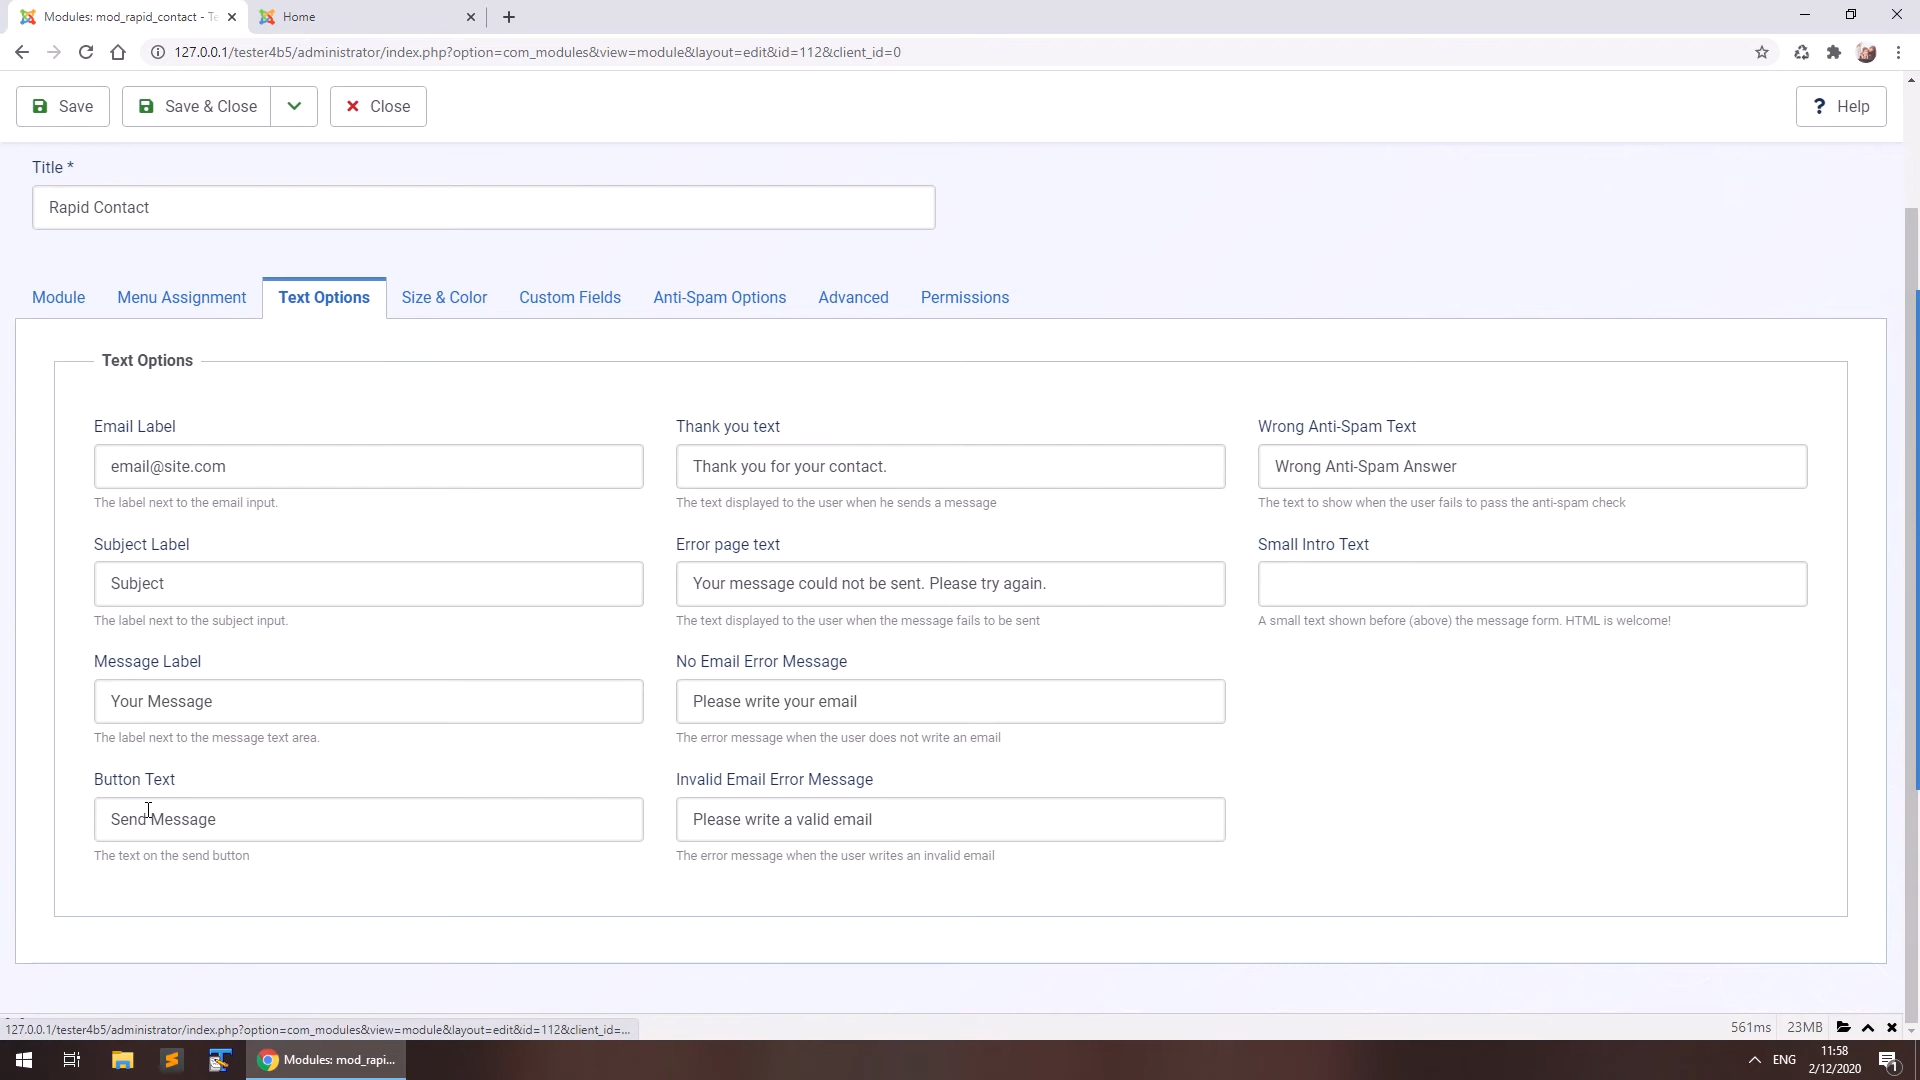 Modules: mod_rapid_contact - Te
Home
127.0.0.1/tester4b5/administrator/index.php?option=com_modules&view=module&layout=edit&id=112&client_id=0
Save
Save & Close
Close
? Help
Title *
Rapid Contact
Module
Menu Assignment
Text Options
Size & Color
Custom Fields
Anti-Spam Options
Advanced
Permissions
Text Options
Email Label
email@site.com
The label next to the email input.
Subject Label
Subject
The label next to the subject input.
Message Label
Your Message
The label next to the message text area.
Button Text
Send Message
The text on the send button
Thank you text
Thank you for your contact.
The text displayed to the user when he sends a message
Error page text
Your message could not be sent. Please try again.
The text displayed to the user when the message fails to be sent
No Email Error Message
Please write your email
The error message when the user does not write an email
Invalid Email Error Message
Please write a valid email
The error message when the user writes an invalid email
Wrong Anti-Spam Text
Wrong Anti-Spam Answer
The text to show when the user fails to pass the anti-spam check
Small Intro Text
A small text shown before (above) the message form. HTML is welcome!
127.0.0.1/tester4b5/administrator/index.php?option=com_modules&view=module&layout=edit&id=112&client_id=...
561ms
23MB
Modules: mod_rapi...
ENG
11:58
2/12/2020
1